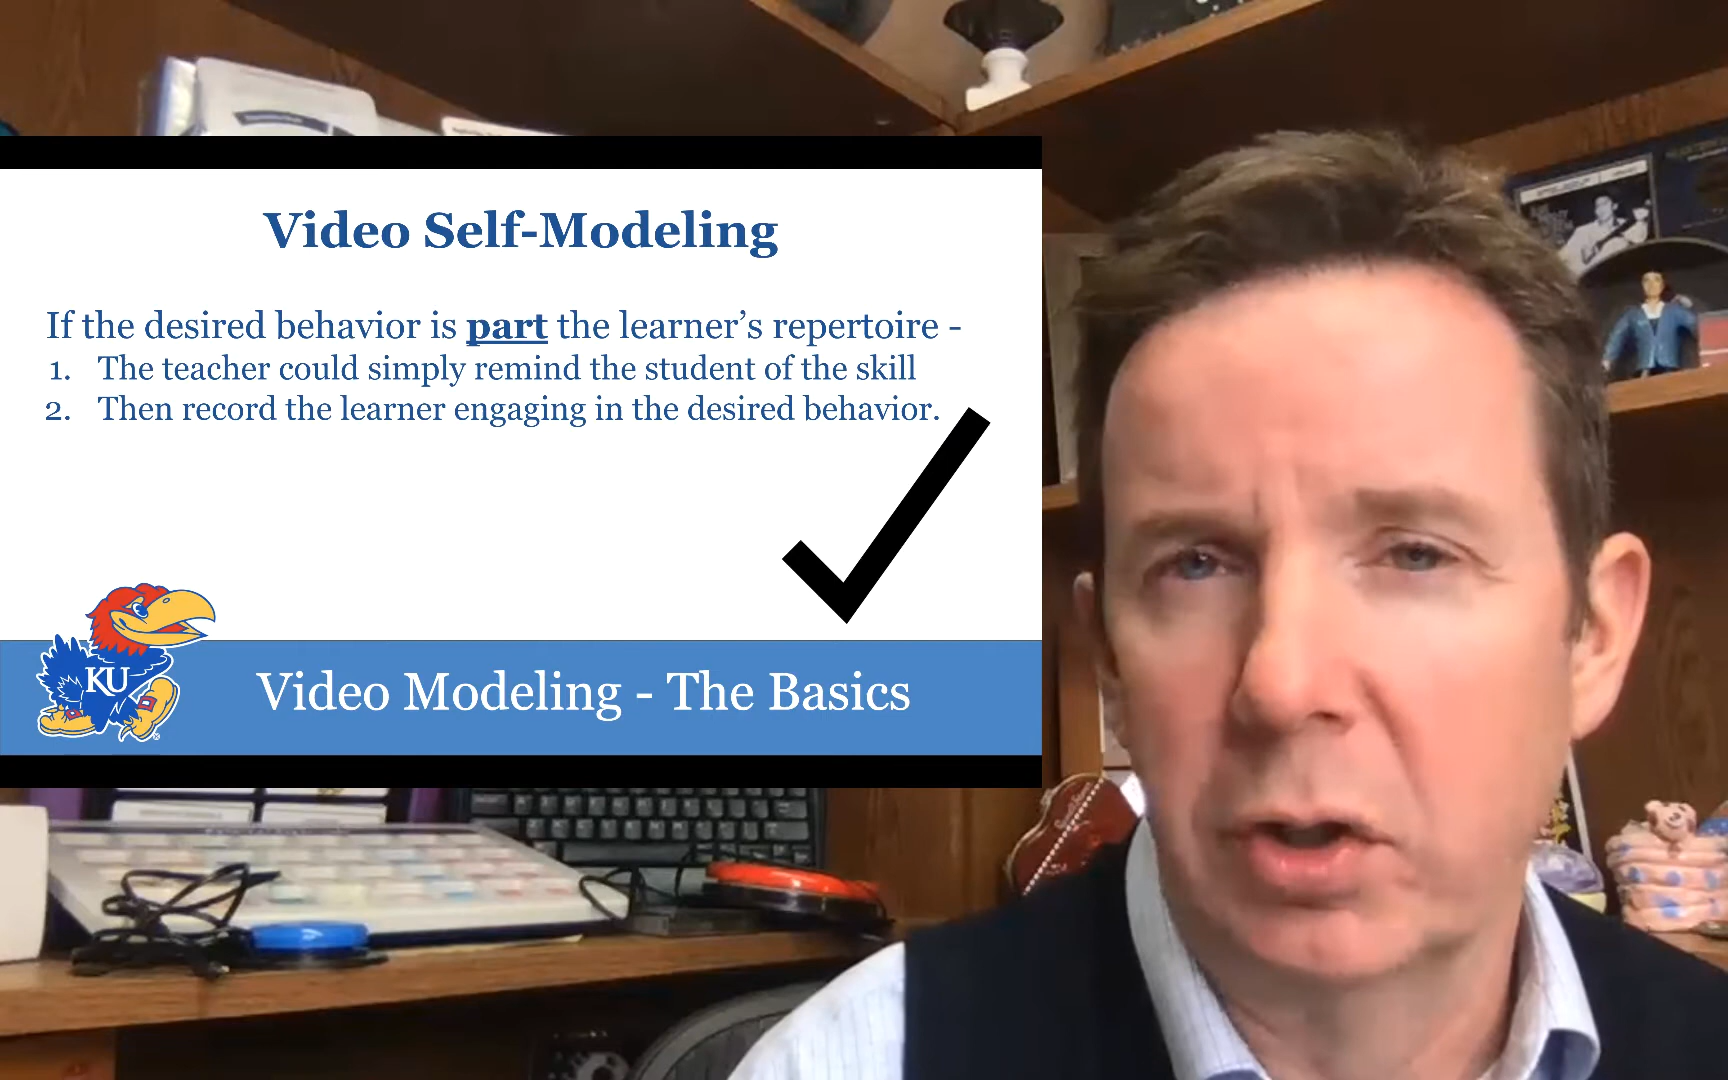 Video Self-Modeling
If the desired behavior is part the learner's repertoire -
1. The teacher could simply remind the student of the skill
2. Then record the learner engaging in the desired behavior.
KU
Video Modeling - The Basics